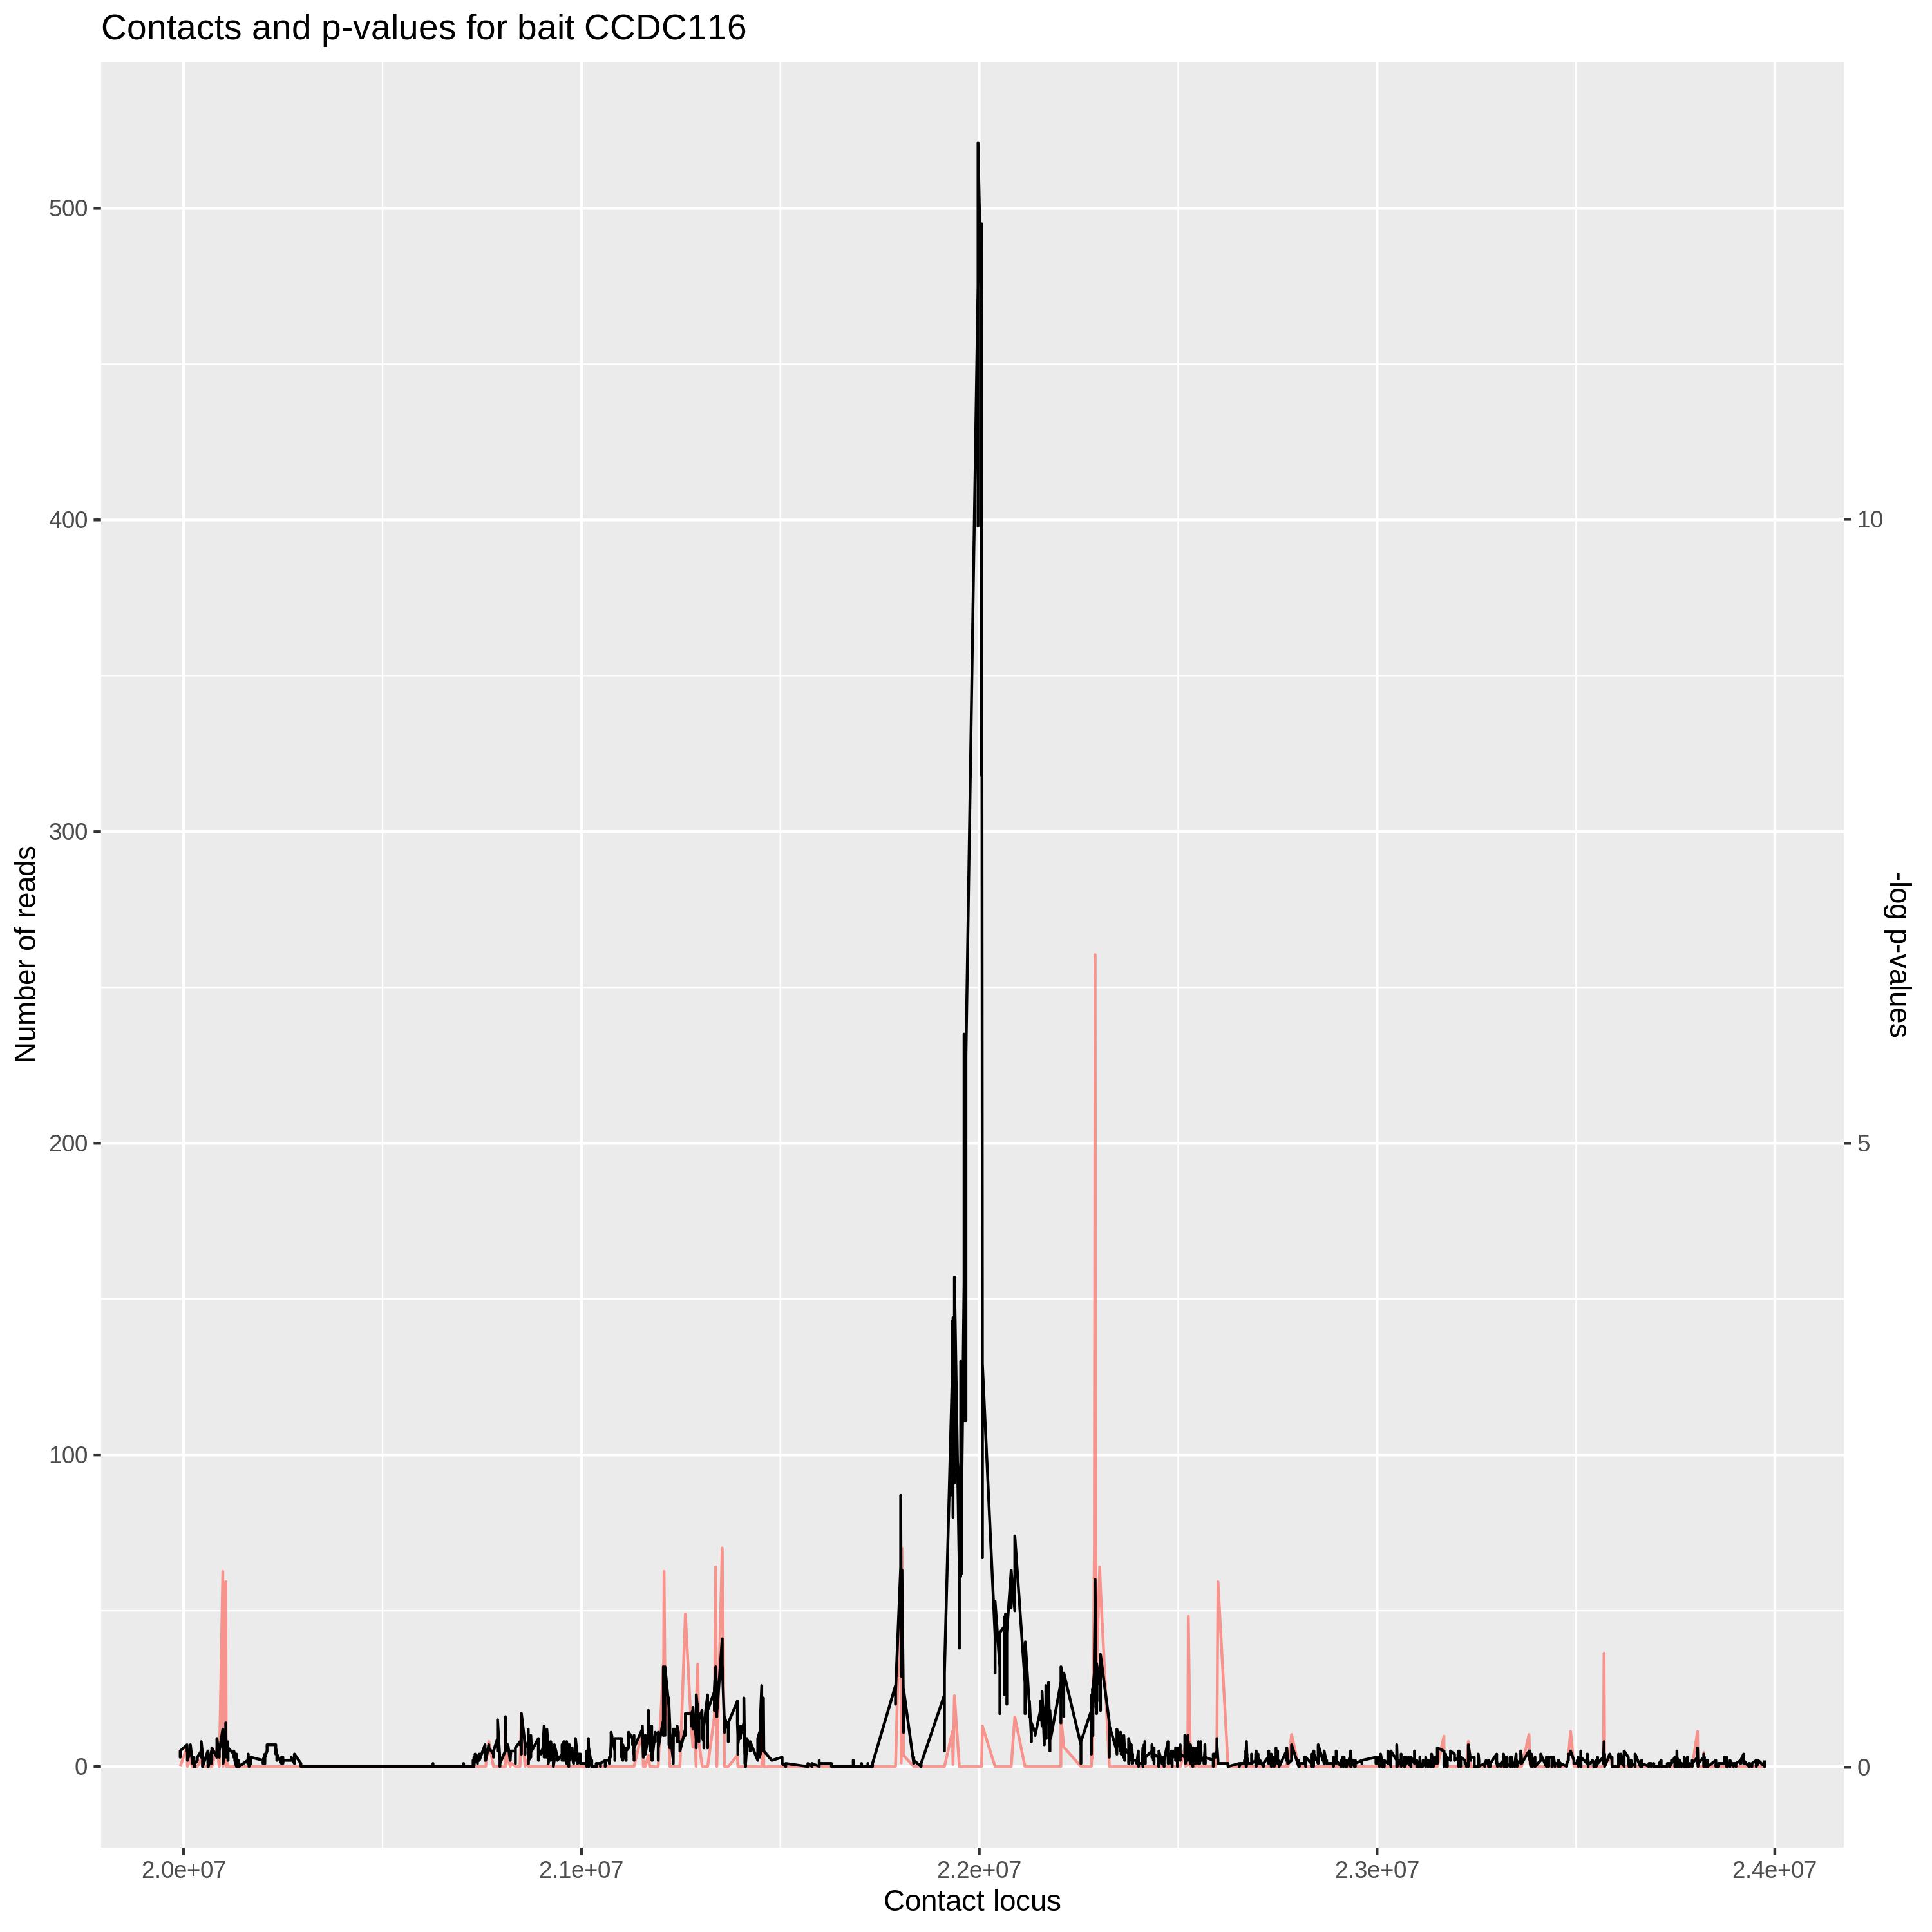 Contacts and p-values for bait CCDC116
500
400
300
200
100
0
Number of reads
10
5
0
-log p-values
2.0e+07
2.1e+07
2.2e+07
2.3e+07
2.4e+07
Contact locus